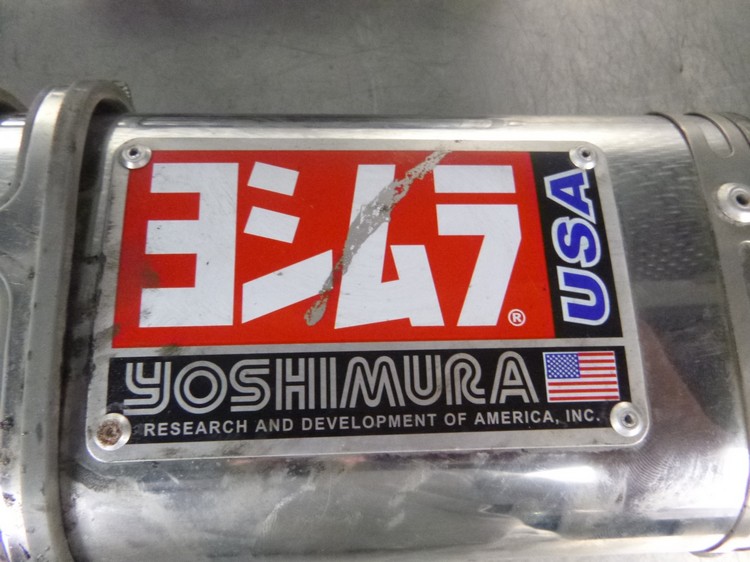 ヨシムラ®
USA
YOSHIMURA
RESEARCH AND DEVELOPMENT OF AMERICA, INC.